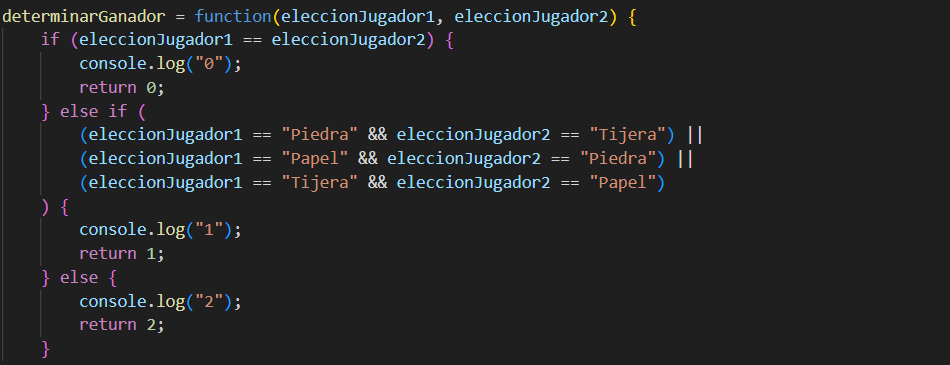 determinarGanador = function(eleccionJugador1, eleccionJugador2) {
    if (eleccionJugador1 == eleccionJugador2) {
        console.log("0");
        return 0;
    } else if (
        (eleccionJugador1 == "Piedra" && eleccionJugador2 == "Tijera") ||
        (eleccionJugador1 == "Papel" && eleccionJugador2 == "Piedra") ||
        (eleccionJugador1 == "Tijera" && eleccionJugador2 == "Papel")
    ) {
        console.log("1");
        return 1;
    } else {
        console.log("2");
        return 2;
    }